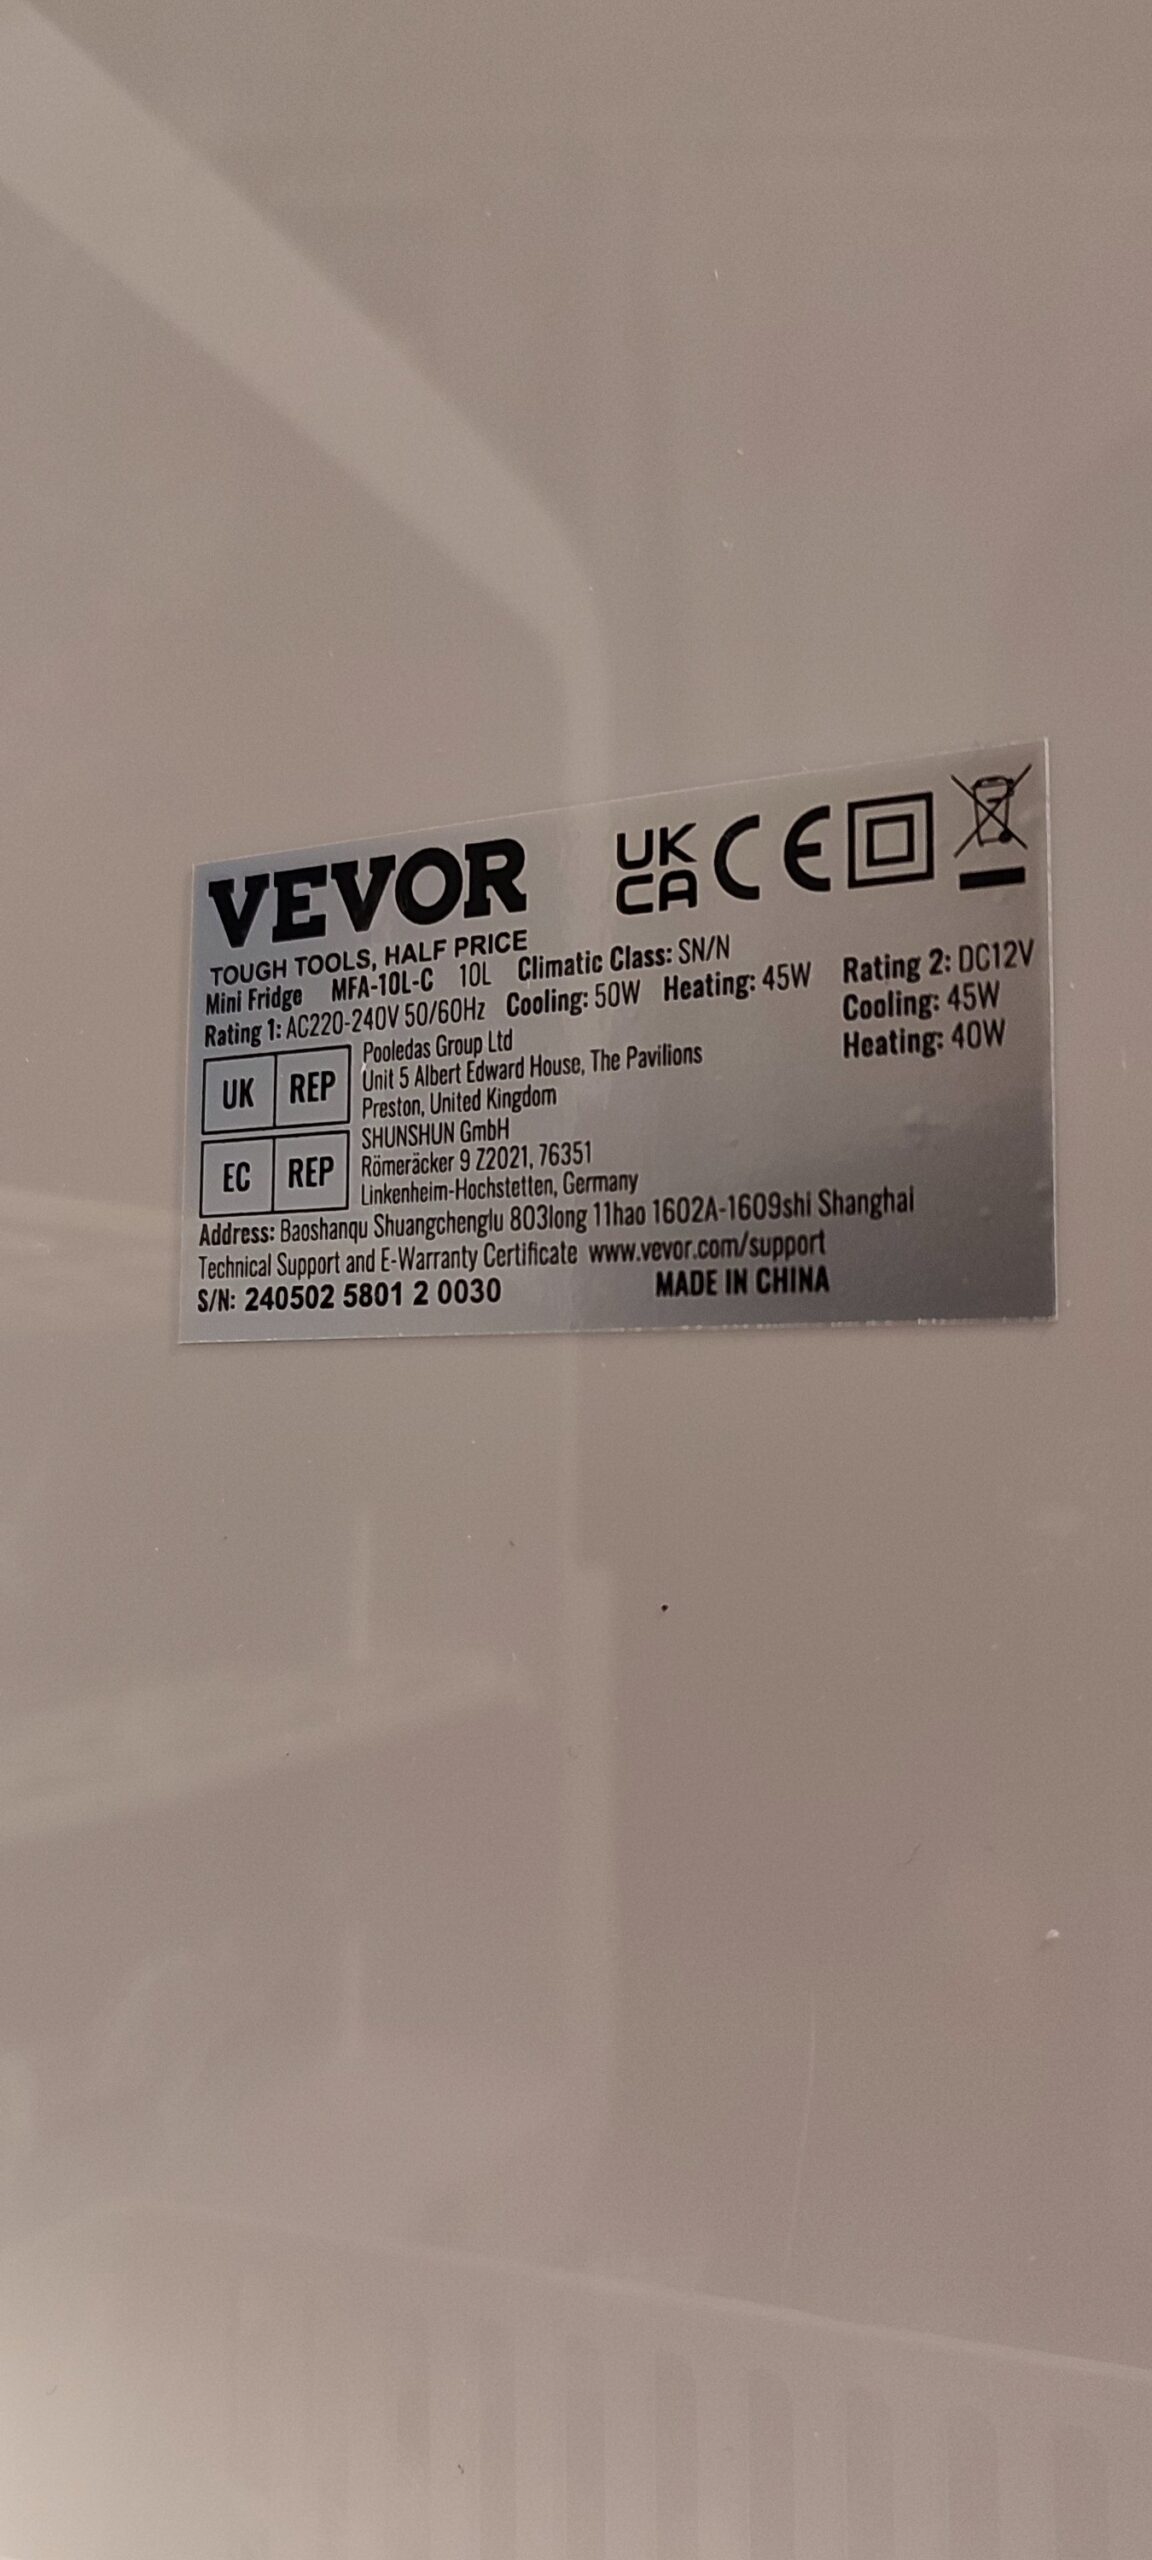 VEVOR
TOUGH TOOLS, HALF PRICE
UK
CA
CE
Mini Fridge MFA-10L-C 10L Climatic Class: SN/N
Rating 1: AC220-240V 50/60Hz Cooling: 50W Heating: 45W
Rating 2: DC12V
Cooling: 45W
Heating: 40W
UK REP
Pooledas Group Ltd
Unit 5 Albert Edward House, The Pavilions
Preston, United Kingdom
EC REP
SHUNSHUN GmbH
Römeräcker 9 Z2021, 76351
Linkenheim-Hochstetten, Germany
Address: Baoshanqu Shuangchenglu 803long 11hao 1602A-1609shi Shanghai
Technical Support and E-Warranty Certificate www.vevor.com/support
S/N: 240502 5801 2 0030
MADE IN CHINA